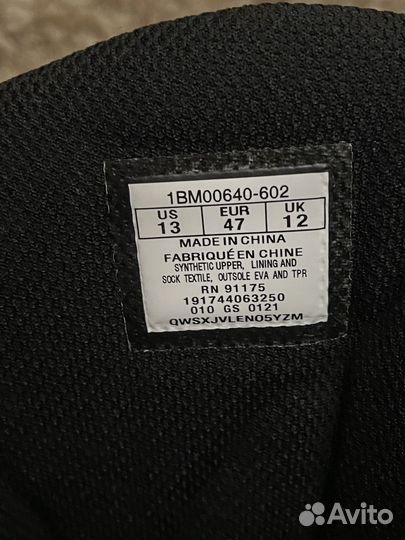 1BM00640-602
US EUR UK
13 47 12
MADE IN CHINA
FABRIQUÉ EN CHINE
SYNTHETIC UPPER, LINING AND
SOCK TEXTILE, OUTSOLE EVA AND TPR
RN 91175
191744063250
010 GS 0121
QWSXJVLENO5YZM
Avito